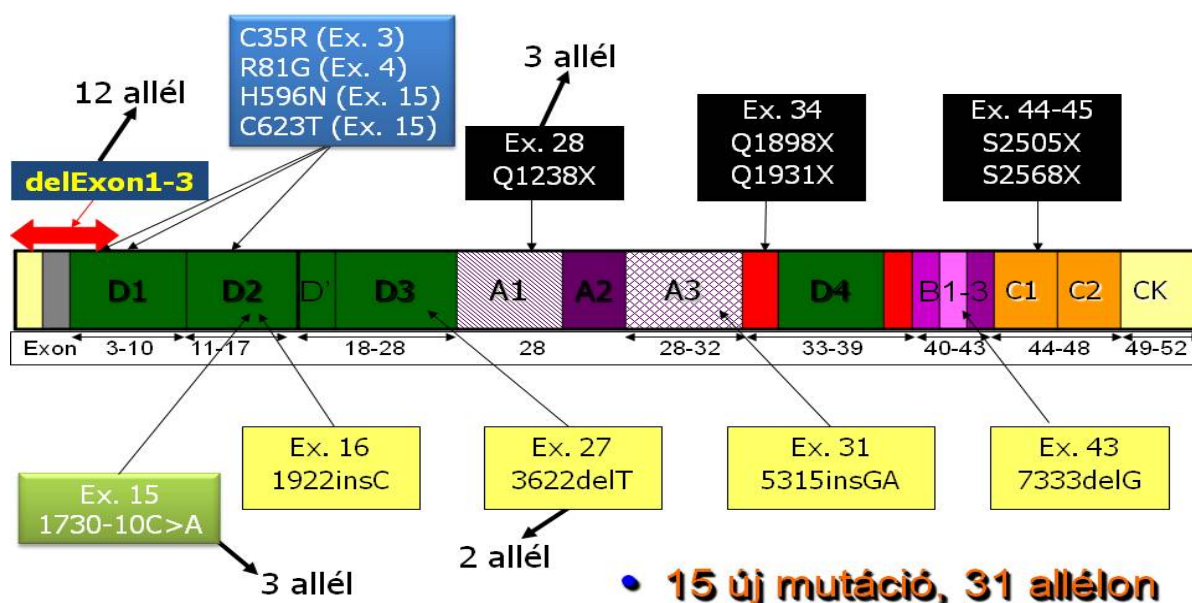 C35R (Ex. 3)
R81G (Ex. 4)
H596N (Ex. 15)
C623T (Ex. 15)
12 allél
3 allél
delExon1-3
Ex. 28
Q1238X
Ex. 34
Q1898X
Q1931X
Ex. 44-45
S2505X
S2568X
D1 D2 D' D3 A1 A2 A3 D4 B1-3 C1 C2 CK
Exon 3-10 11-17 18-28 28 28-32 33-39 40-43 44-48 49-52
Ex. 15
1730-10C>A
Ex. 16
1922insC
Ex. 27
3622delT
Ex. 31
5315insGA
Ex. 43
7333delG
3 allél
2 allél
• 15 új mutáció, 31 allélon